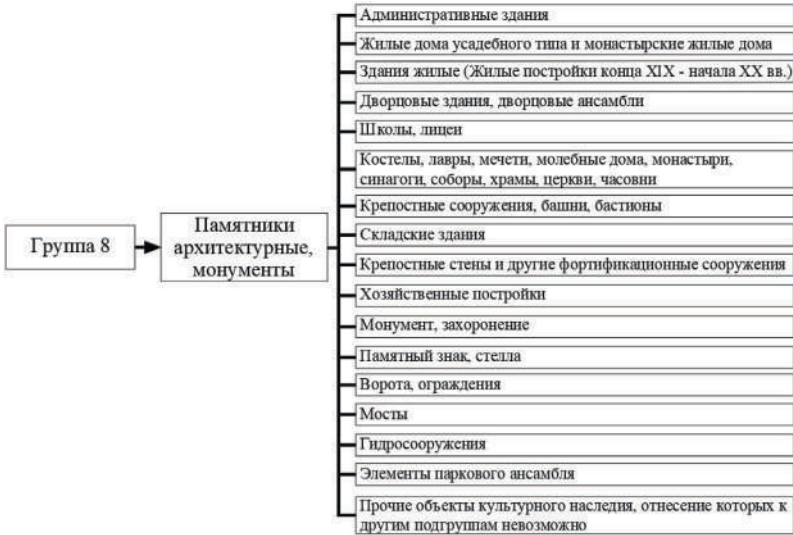 Группа 8
Памятники
архитектурные,
монументы
Административные здания
Жилые дома усадебного типа и монастырские жилые дома
Здания жилые (Жилые постройки конца XIX - начала XX вв.)
Дворцовые здания, дворцовые ансамбли
Школы, лицеи
Костелы, лавры, мечети, молебные дома, монастыри,
синагоги, соборы, храмы, церкви, часовни
Крепостные сооружения, башни, бастионы
Складские здания
Крепостные стены и другие фортификационные сооружения
Хозяйственные постройки
Монумент, захоронение
Памятный знак, стелла
Ворота, ограждения
Мосты
Гидросооружения
Элементы паркового ансамбля
Прочие объекты культурного наследия, отнесение которых к
другим подгруппам невозможно